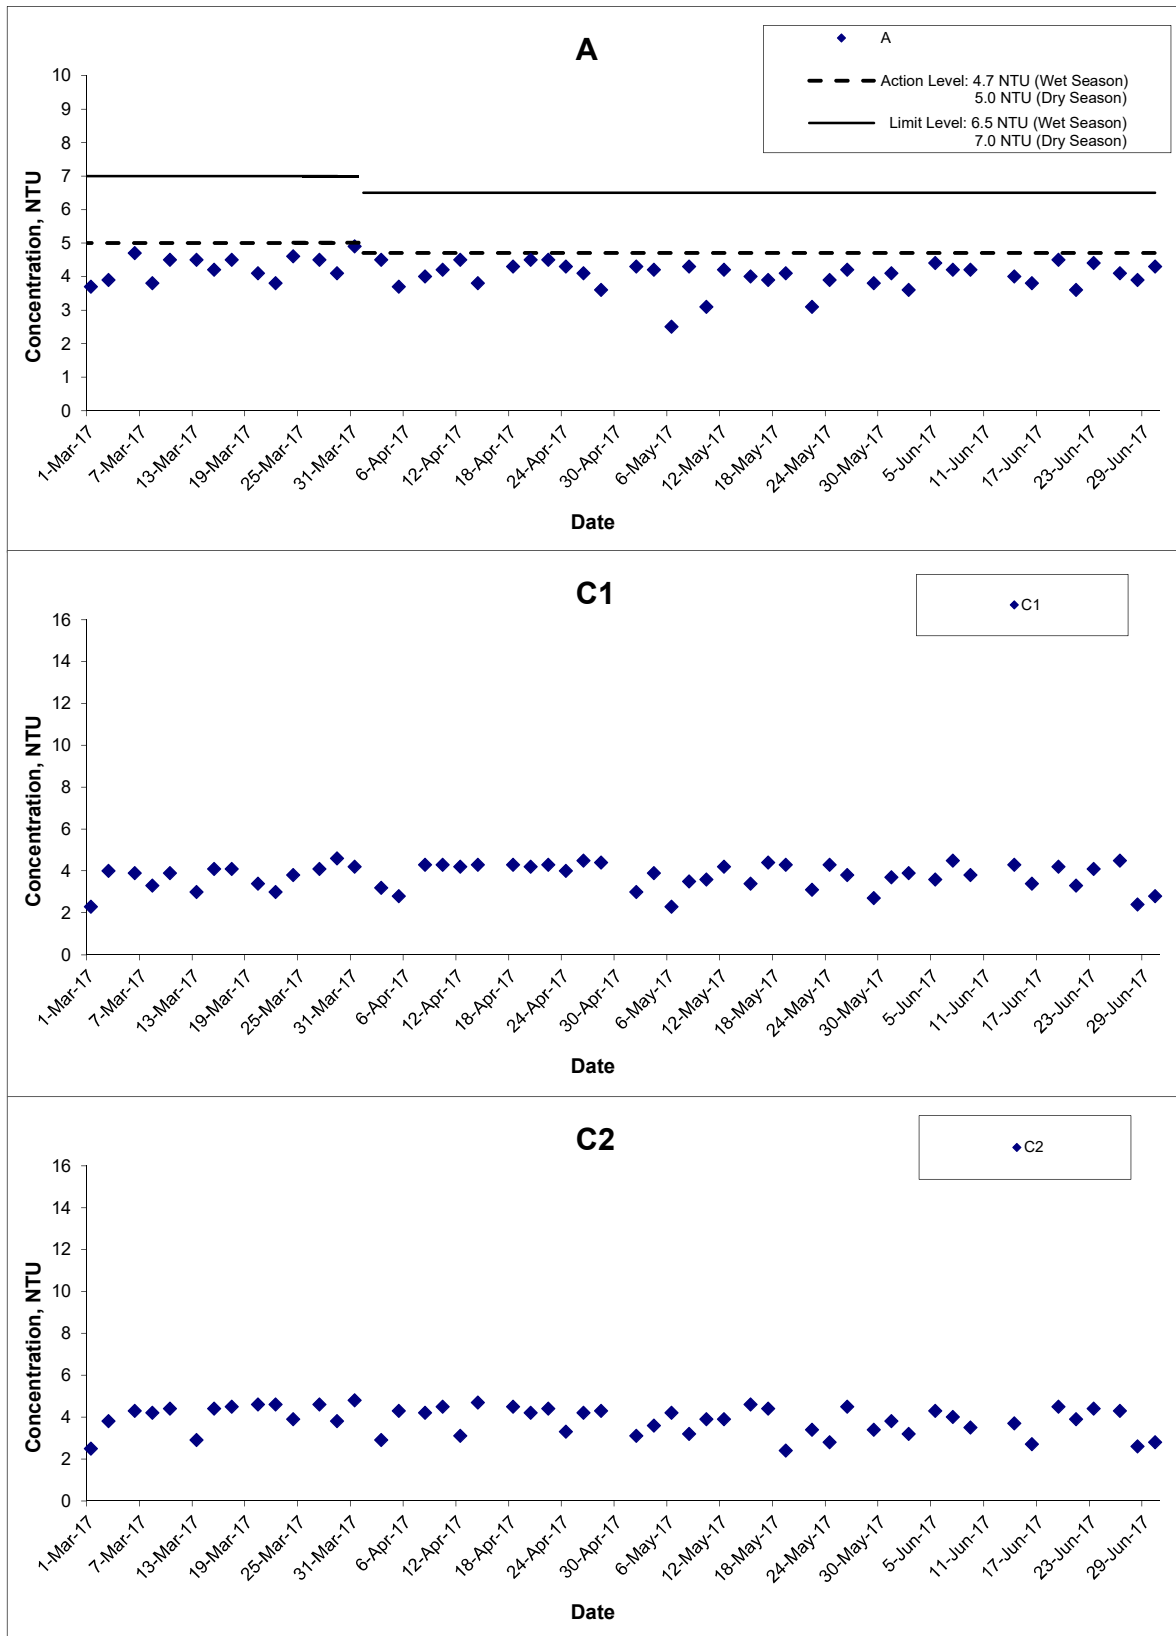 A
A
Action Level: 4.7 NTU (Wet Season)
5.0 NTU (Dry Season)
Limit Level: 6.5 NTU (Wet Season)
7.0 NTU (Dry Season)
Concentration, NTU
10
9
8
7
6
5
4
3
2
1
0
1-Mar-17
7-Mar-17
13-Mar-17
19-Mar-17
25-Mar-17
31-Mar-17
6-Apr-17
12-Apr-17
18-Apr-17
24-Apr-17
30-Apr-17
6-May-17
12-May-17
18-May-17
24-May-17
30-May-17
5-Jun-17
11-Jun-17
17-Jun-17
23-Jun-17
29-Jun-17
Date
C1
C1
Concentration, NTU
16
14
12
10
8
6
4
2
0
1-Mar-17
7-Mar-17
13-Mar-17
19-Mar-17
25-Mar-17
31-Mar-17
6-Apr-17
12-Apr-17
18-Apr-17
24-Apr-17
30-Apr-17
6-May-17
12-May-17
18-May-17
24-May-17
30-May-17
5-Jun-17
11-Jun-17
17-Jun-17
23-Jun-17
29-Jun-17
Date
C2
C2
Concentration, NTU
16
14
12
10
8
6
4
2
0
1-Mar-17
7-Mar-17
13-Mar-17
19-Mar-17
25-Mar-17
31-Mar-17
6-Apr-17
12-Apr-17
18-Apr-17
24-Apr-17
30-Apr-17
6-May-17
12-May-17
18-May-17
24-May-17
30-May-17
5-Jun-17
11-Jun-17
17-Jun-17
23-Jun-17
29-Jun-17
Date